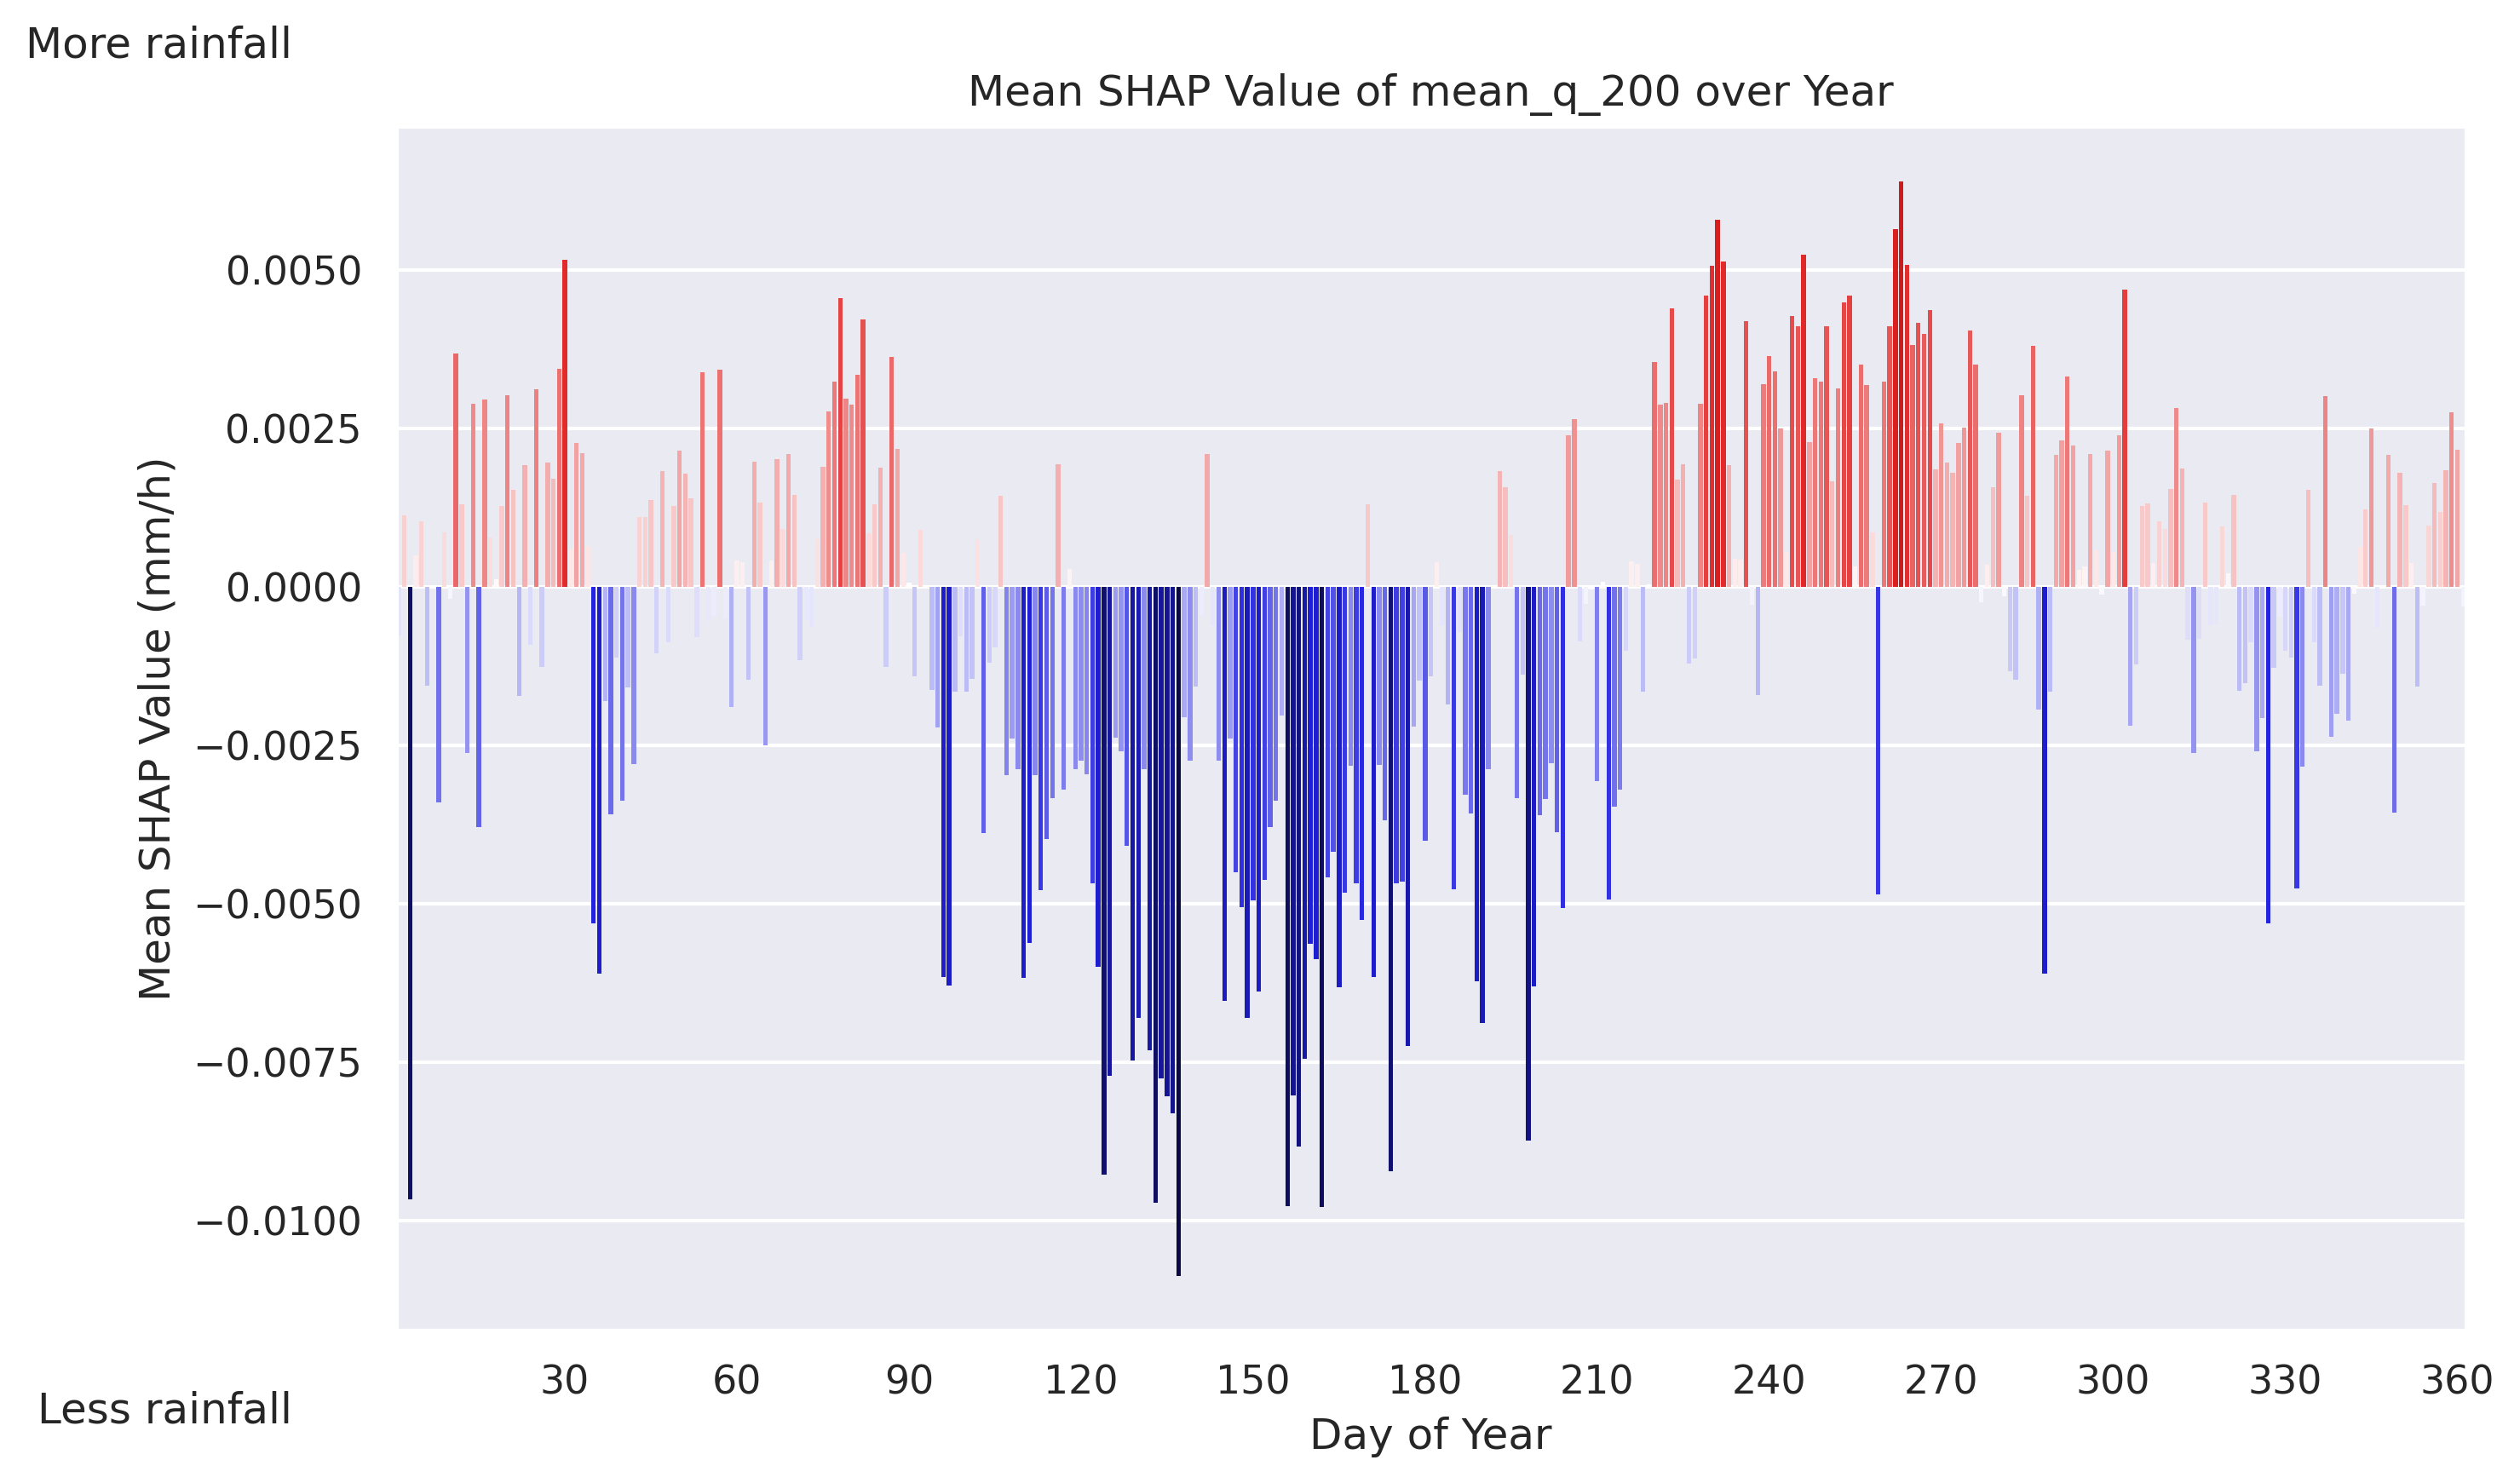 More rainfall
Mean SHAP Value of mean_q_200 over Year
Mean SHAP Value (mm/h)
0.0050
0.0025
0.0000
−0.0025
−0.0050
−0.0075
−0.0100
30 60 90 120 150 180 210 240 270 300 330 360
Less rainfall
Day of Year